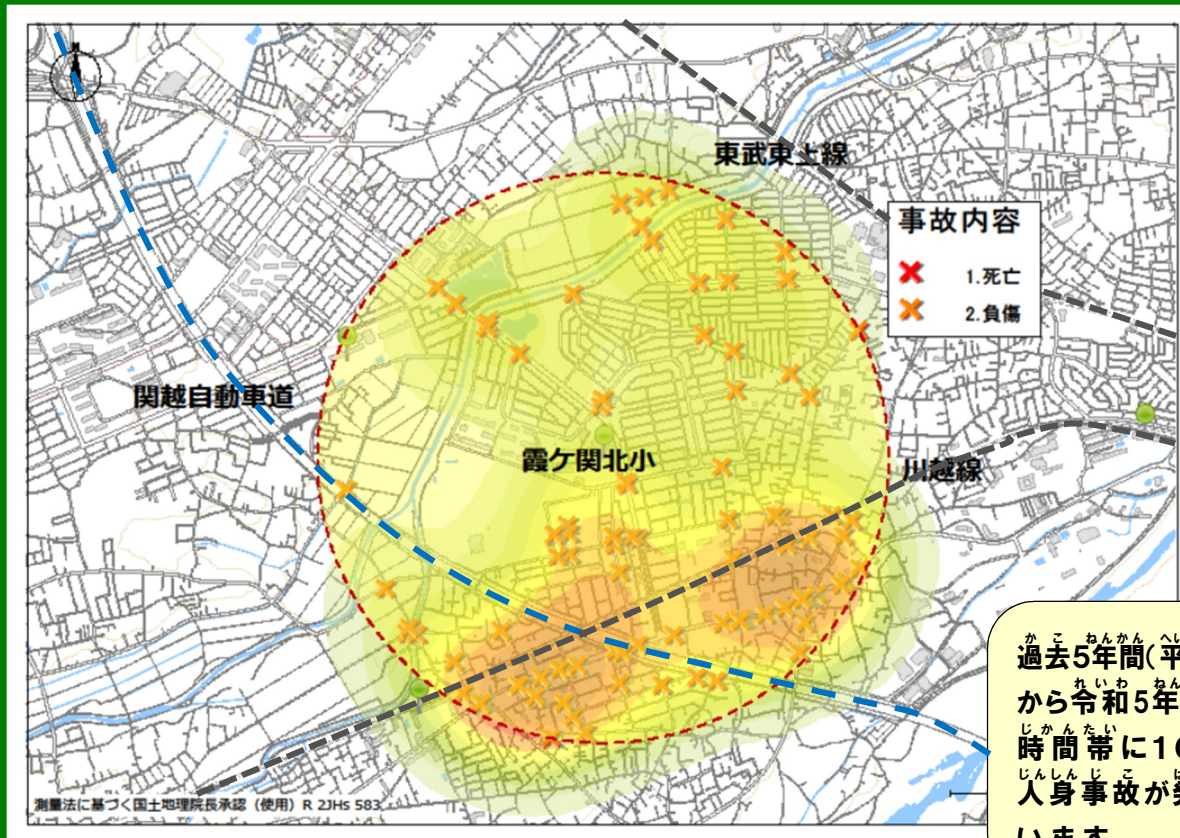 N
東武東上線
事故内容
1.死亡
2.負傷
関越自動車道
霞ケ関北小
川越線
か こ ねんかん へい
過去5年間(平
れいわ ねん
から令和5年
じかんたい
時間帯に1
じんしん じ こ
人身事故が
います
測量法に基づく国土地理院長承認(使用)R 2JHs 583